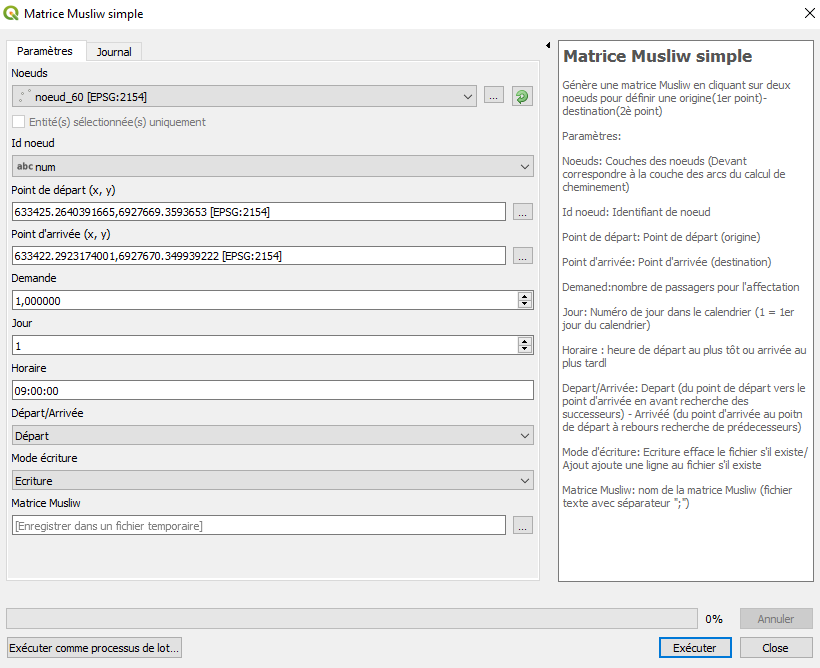 Matrice Musliw simple
Paramètres
Journal
Noeuds
noeud_60 [EPSG:2154]
...
Entité(s) sélectionnée(s) uniquement
Id noeud
abc num
Point de départ (x, y)
633425.2640391665,6927669.3593653 [EPSG:2154]
...
Point d'arrivée (x, y)
633422.2923174001,6927670.349939222 [EPSG:2154]
...
Demande
1,000000
Jour
1
Horaire
09:00:00
Départ/Arrivée
Départ
Mode écriture
Ecriture
Matrice Musliw
[Enregistrer dans un fichier temporaire]
...
Matrice Musliw simple
Génère une matrice Musliw en cliquant sur deux
noeuds pour définir une origine(1er point)-
destination(2è point)
Paramètres:
Noeuds: Couches des noeuds (Devant
correspondre à la couche des arcs du calcul de
cheminement)
Id noeud: Identifiant de noeud
Point de départ: Point de départ (origine)
Point d'arrivée: Point d'arrivée (destination)
Demaned:nombre de passagers pour l'affectation
Jour: Numéro de jour dans le calendrier (1 = 1er
jour du calendrier)
Horaire : heure de départ au plus tôt ou arrivée au
plus tardl
Depart/Arrivée: Depart (du point de départ vers le
point d'arrivée en avant recherche des
successeurs) - Arrivéé (du point d'arrivée au poitn
de départ à rebours recherche de prédecesseurs)
Mode d'écriture: Ecriture efface le fichier s'il existe/
Ajout ajoute une ligne au fichier s'il existe
Matrice Musliw: nom de la matrice Musliw (fichier
texte avec séparateur ";")
0%
Annuler
Exécuter comme processus de lot...
Exécuter
Close